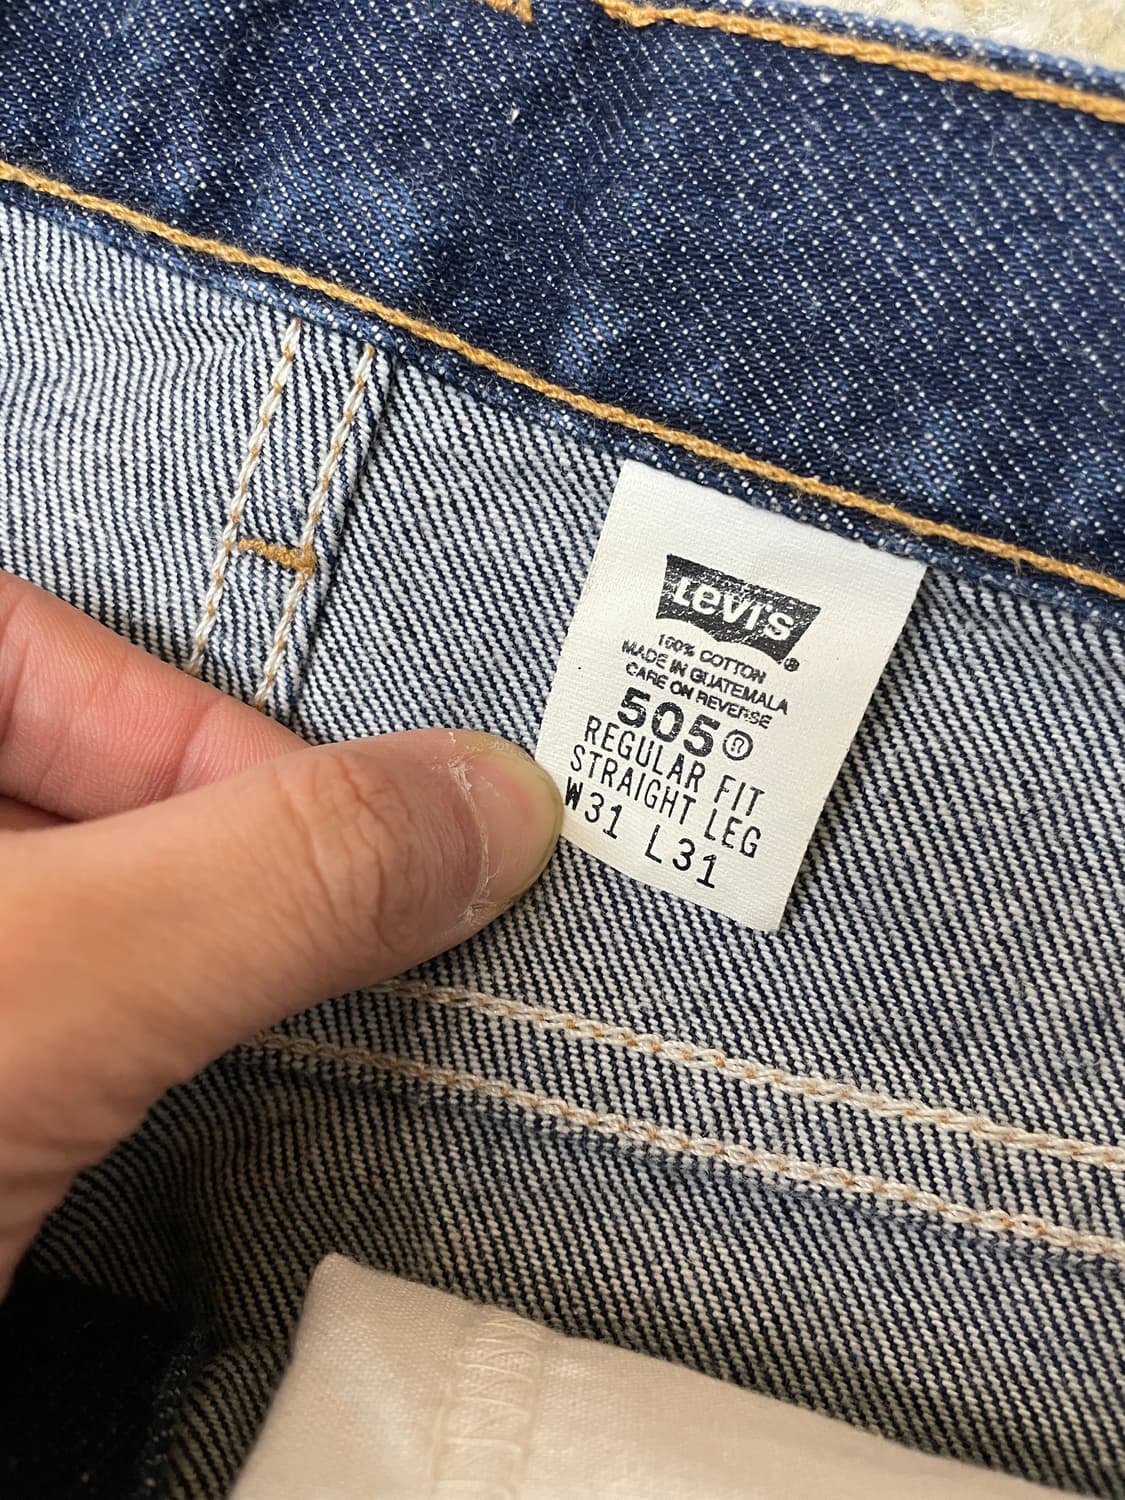 Levi's ®
100% COTTON
MADE IN GUATEMALA
CARE ON REVERSE
505®
REGULAR FIT
STRAIGHT LEG
W31 L31